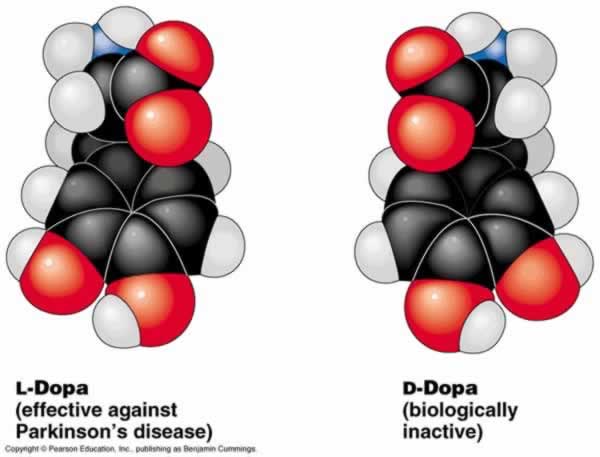 L-Dopa
(effective against
Parkinson's disease)
D-Dopa
(biologically
inactive)
Copyright © Pearson Education, Inc., publishing as Benjamin Cummings.